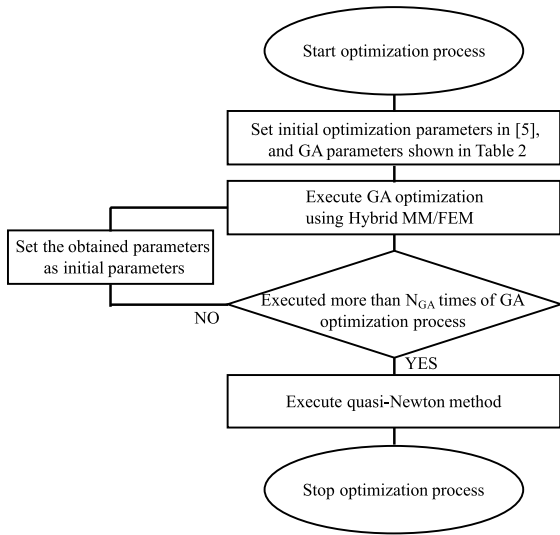 Start optimization process
Set initial optimization parameters in [5],
and GA parameters shown in Table 2
Execute GA optimization
using Hybrid MM/FEM
Set the obtained parameters
as initial parameters
Executed more than N_GA times of GA
optimization process
NO
YES
Execute quasi-Newton method
Stop optimization process